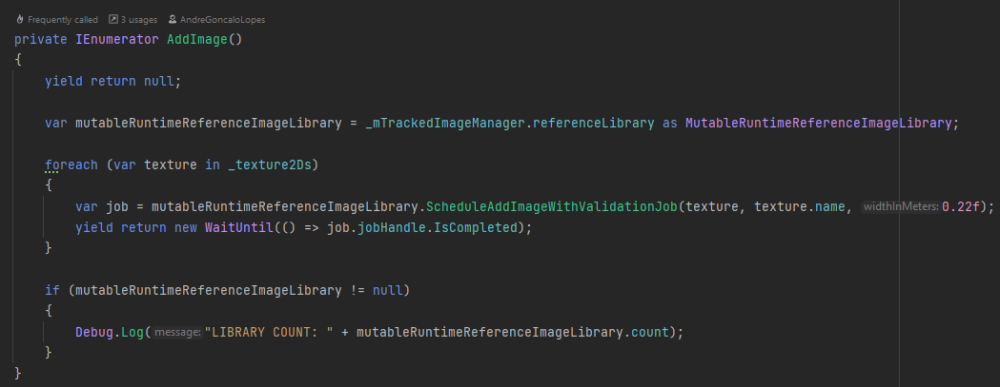 Frequently called 3 usages AndreGoncaloLopes
private IEnumerator AddImage()
{
    yield return null;

    var mutableRuntimeReferenceImageLibrary = _mTrackedImageManager.referenceLibrary as MutableRuntimeReferenceImageLibrary;

    foreach (var texture in _texture2Ds)
    {
        var job = mutableRuntimeReferenceImageLibrary.ScheduleAddImageWithValidationJob(texture, texture.name, widthInMeters: 0.22f);
        yield return new WaitUntil(() => job.jobHandle.IsCompleted);
    }

    if (mutableRuntimeReferenceImageLibrary != null)
    {
        Debug.Log(message: "LIBRARY COUNT: " + mutableRuntimeReferenceImageLibrary.count);
    }
}